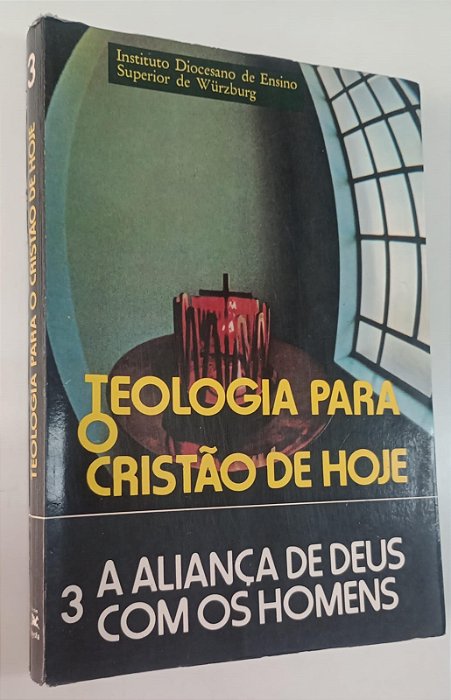 Instituto Diocesano de Ensino
Superior de Würzburg
TEOLOGIA PARA
O
CRISTÃO DE HOJE
3 A ALIANÇA DE DEUS
COM OS HOMENS
3
TEOLOGIA PARA O CRISTÃO DE HOJE